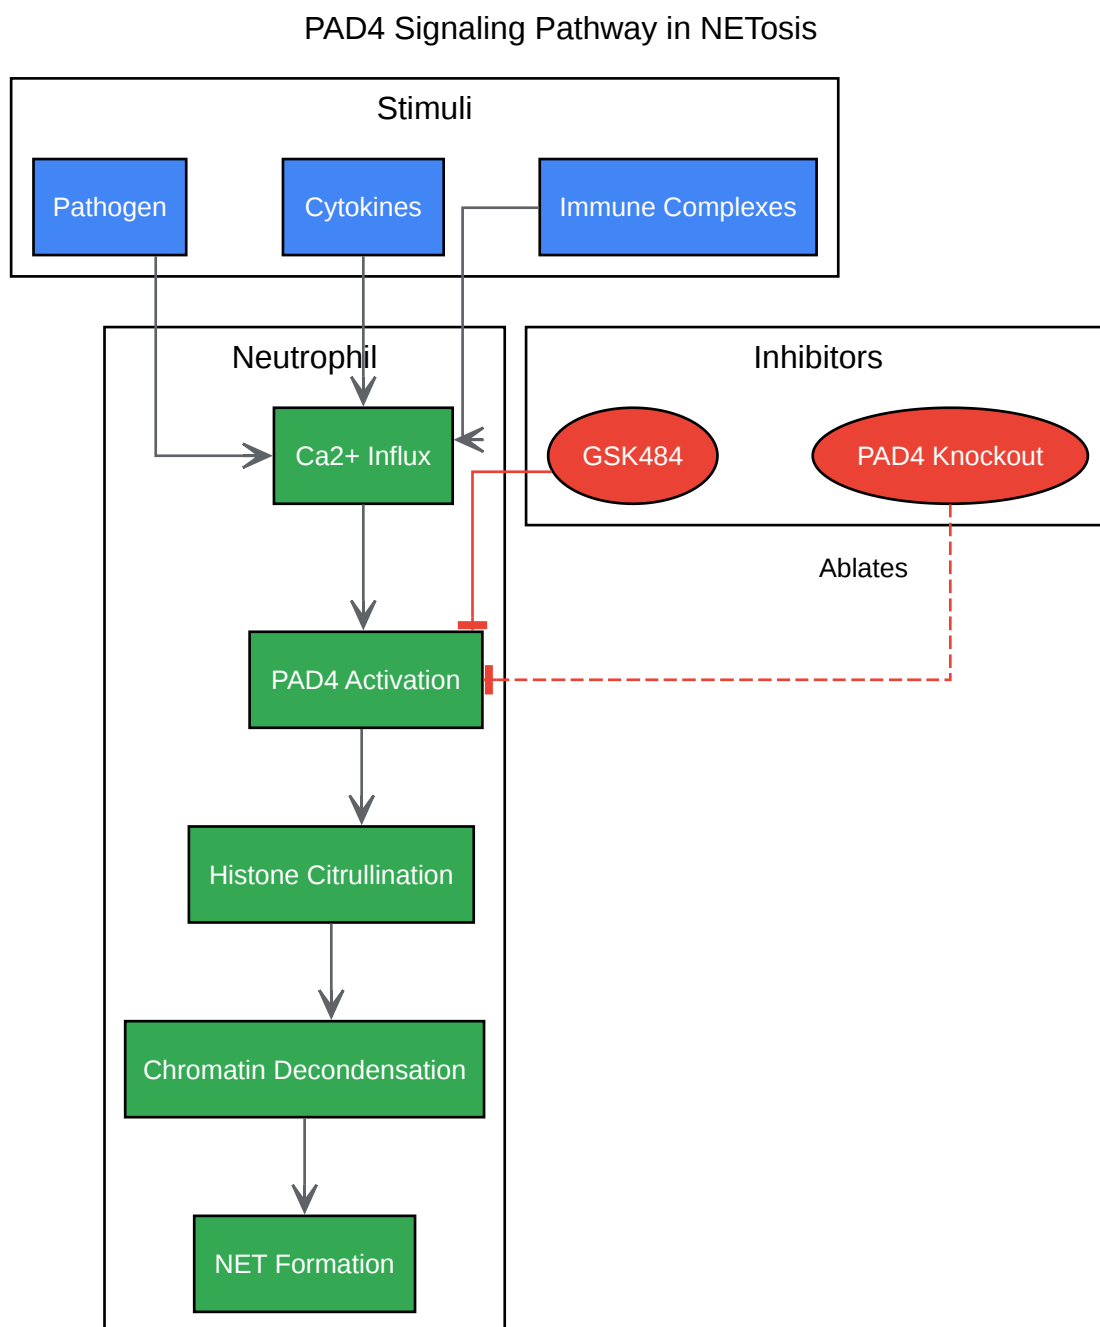 PAD4 Signaling Pathway in NETosis
Stimuli
Pathogen
Cytokines
Immune Complexes
Neutrophil
Inhibitors
Ca2+ Influx
GSK484
PAD4 Knockout
Ablates
PAD4 Activation
Histone Citrullination
Chromatin Decondensation
NET Formation